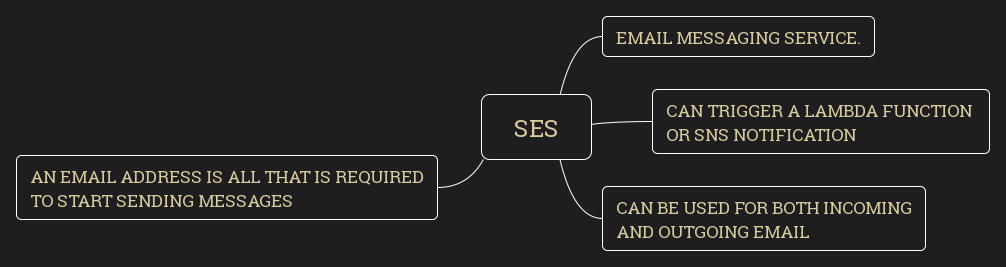 EMAIL MESSAGING SERVICE.
CAN TRIGGER A LAMBDA FUNCTION
OR SNS NOTIFICATION
SES
AN EMAIL ADDRESS IS ALL THAT IS REQUIRED
TO START SENDING MESSAGES
CAN BE USED FOR BOTH INCOMING
AND OUTGOING EMAIL